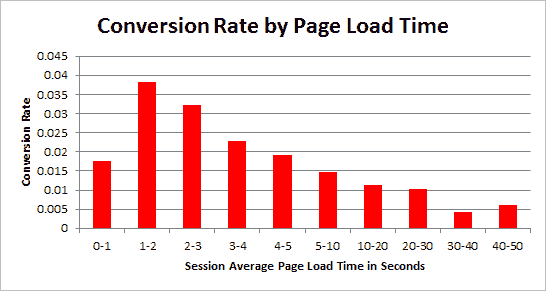 Conversion Rate by Page Load Time
0.045
0.04
0.035
0.03
0.025
0.02
0.015
0.01
0.005
0
Conversion Rate
0-1 1-2 2-3 3-4 4-5 5-10 10-20 20-30 30-40 40-50
Session Average Page Load Time in Seconds